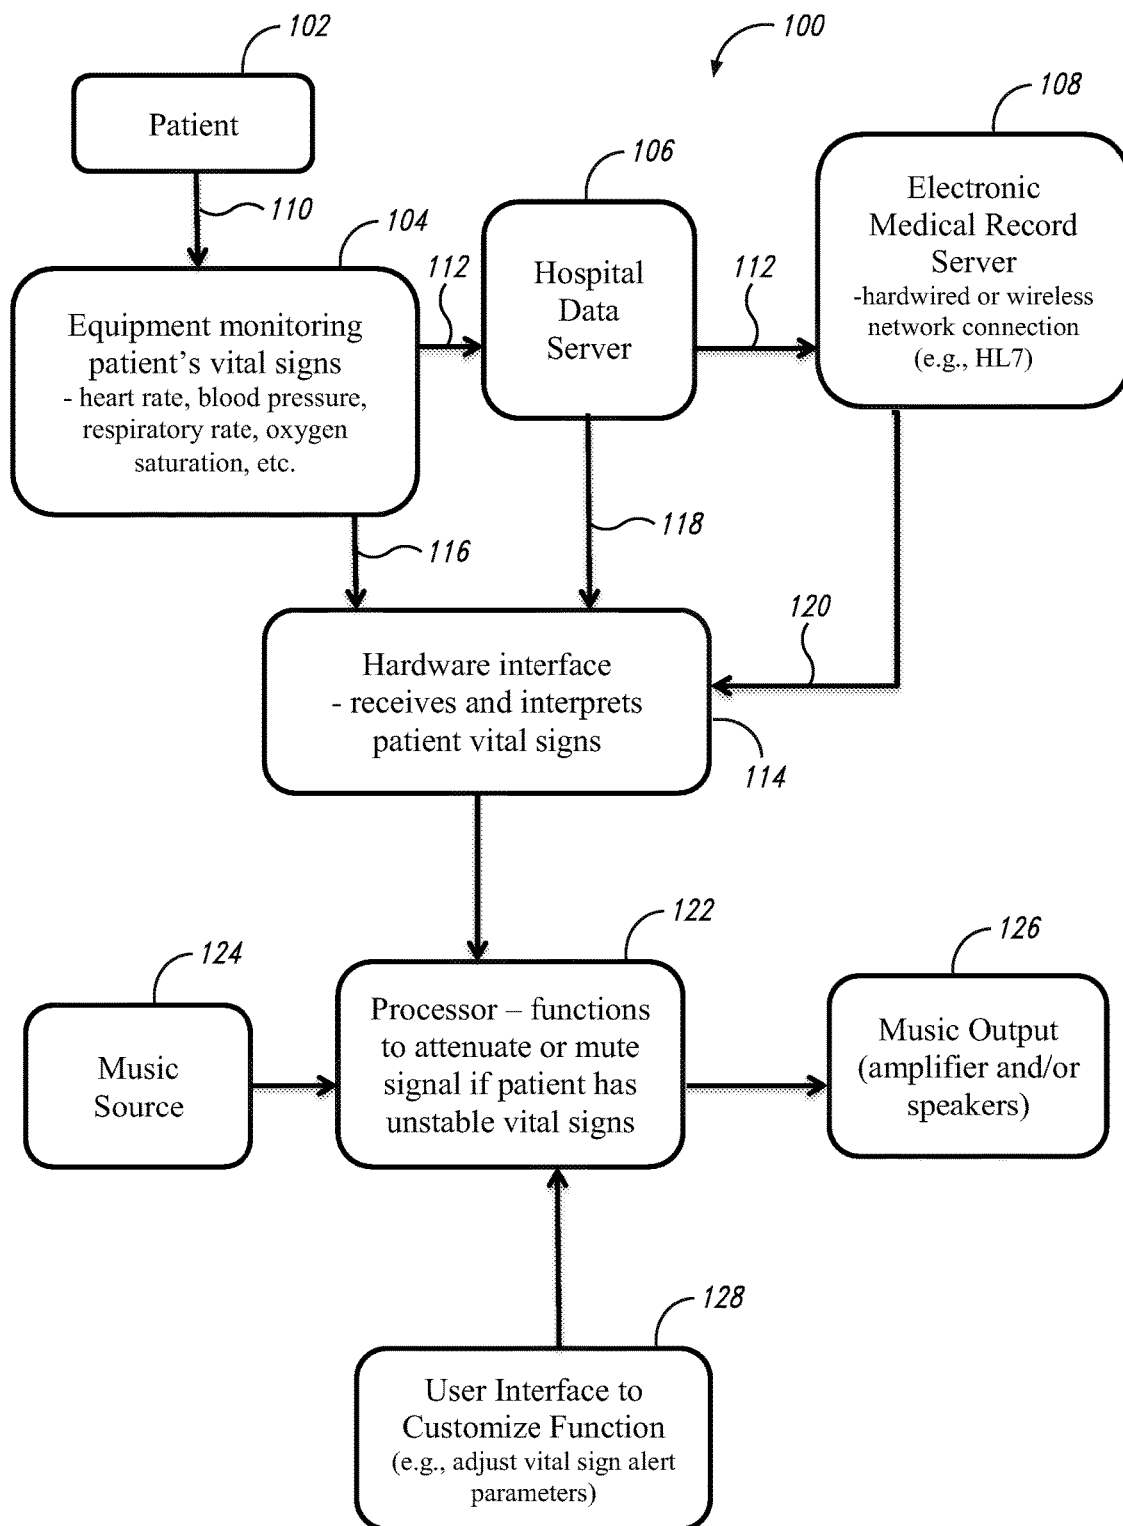 102
100
108
Patient
106
Electronic
Medical Record
Server
-hardwired or wireless
network connection
(e.g., HL7)
110
104
112
Hospital
Data
Server
112
Equipment monitoring
patient’s vital signs
- heart rate, blood pressure,
respiratory rate, oxygen
saturation, etc.
116
118
120
Hardware interface
- receives and interprets
patient vital signs
114
122
124
126
Processor – functions
to attenuate or mute
signal if patient has
unstable vital signs
Music
Source
Music Output
(amplifier and/or
speakers)
128
User Interface to
Customize Function
(e.g., adjust vital sign alert
parameters)